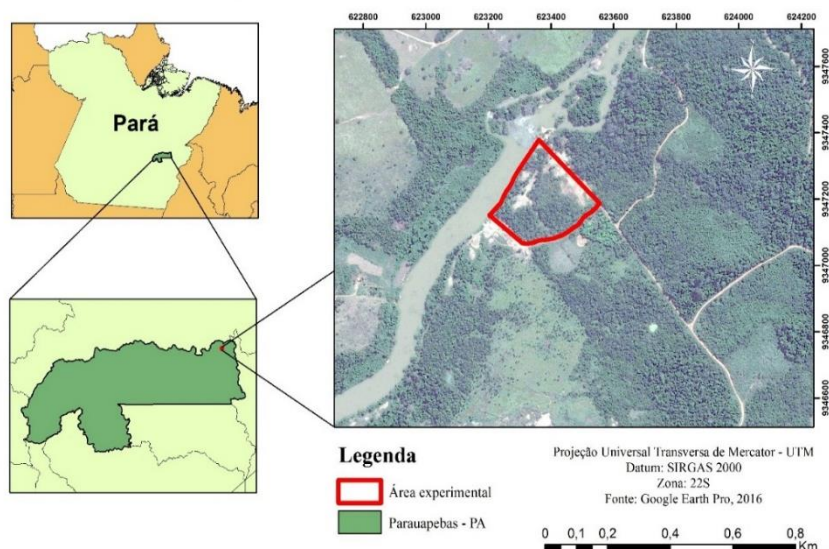 Pará
622800 623000 623200 623400 623600 623800 624000 624200
9347600
9347400
9347200
9347000
9346800
9346600
Legenda
Área experimental
Parauapebas - PA
Projeção Universal Transversa de Mercator - UTM
Datum: SIRGAS 2000
Zona: 22S
Fonte: Google Earth Pro, 2016
0 0,1 0,2 0,4 0,6 0,8
Km